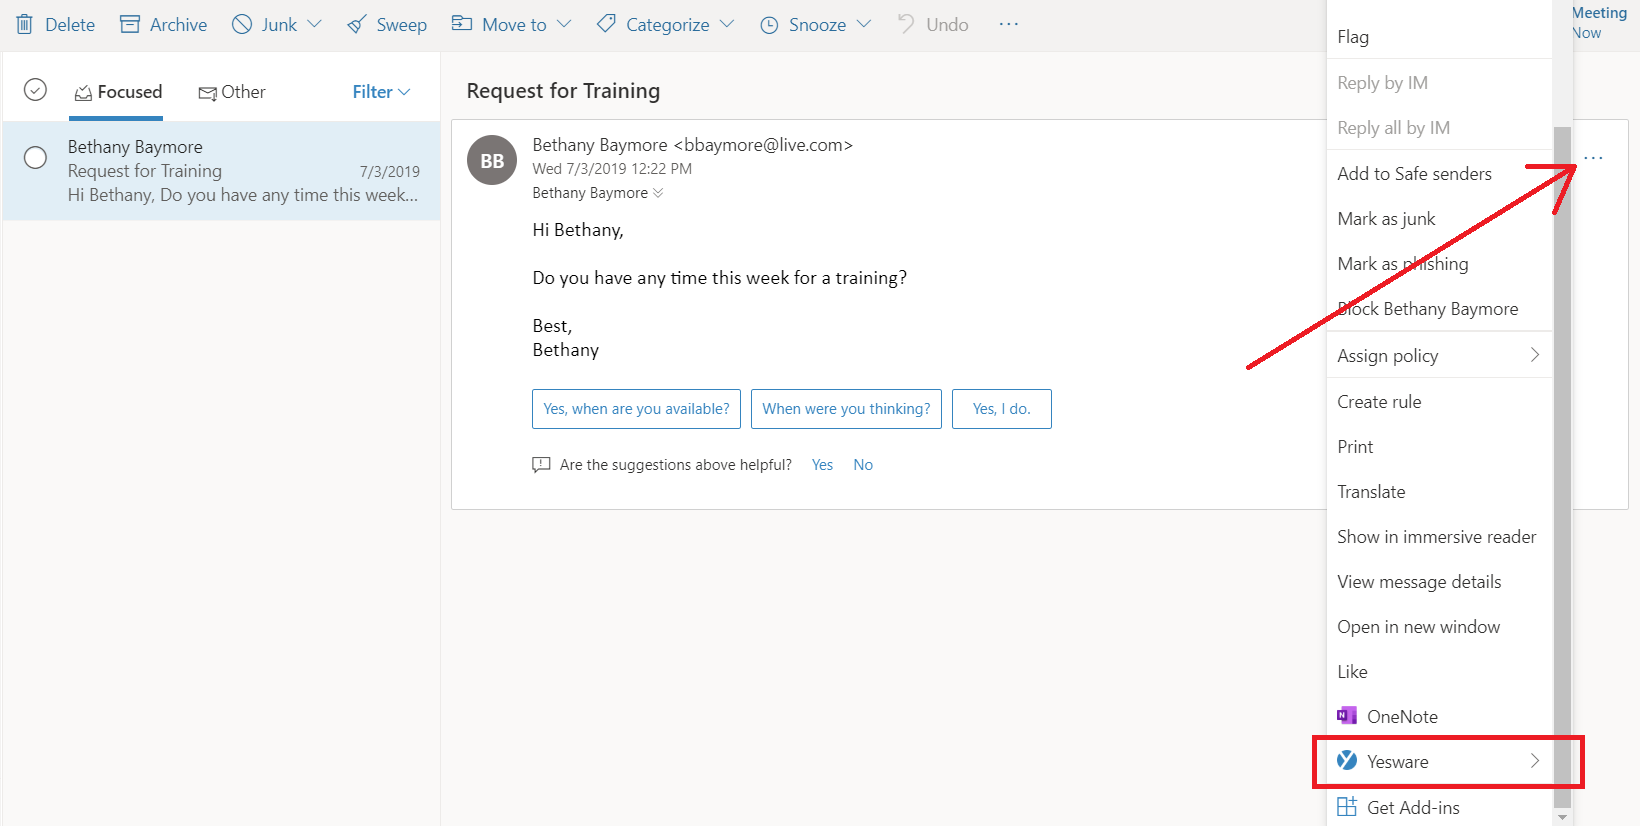 Delete Archive Junk Sweep Move to Categorize Snooze Undo ...
Meeting
Now
Focused Other Filter
Bethany Baymore
Request for Training 7/3/2019
Hi Bethany, Do you have any time this week...
Request for Training
BB
Bethany Baymore <bbaymore@live.com>
Wed 7/3/2019 12:22 PM
Bethany Baymore
Hi Bethany,
Do you have any time this week for a training?
Best,
Bethany
Yes, when are you available? When were you thinking? Yes, I do.
Are the suggestions above helpful? Yes No
...
Flag
Reply by IM
Reply all by IM
Add to Safe senders
Mark as junk
Mark as phishing
Block Bethany Baymore
Assign policy
Create rule
Print
Translate
Show in immersive reader
View message details
Open in new window
Like
N OneNote
Yesware
Get Add-ins